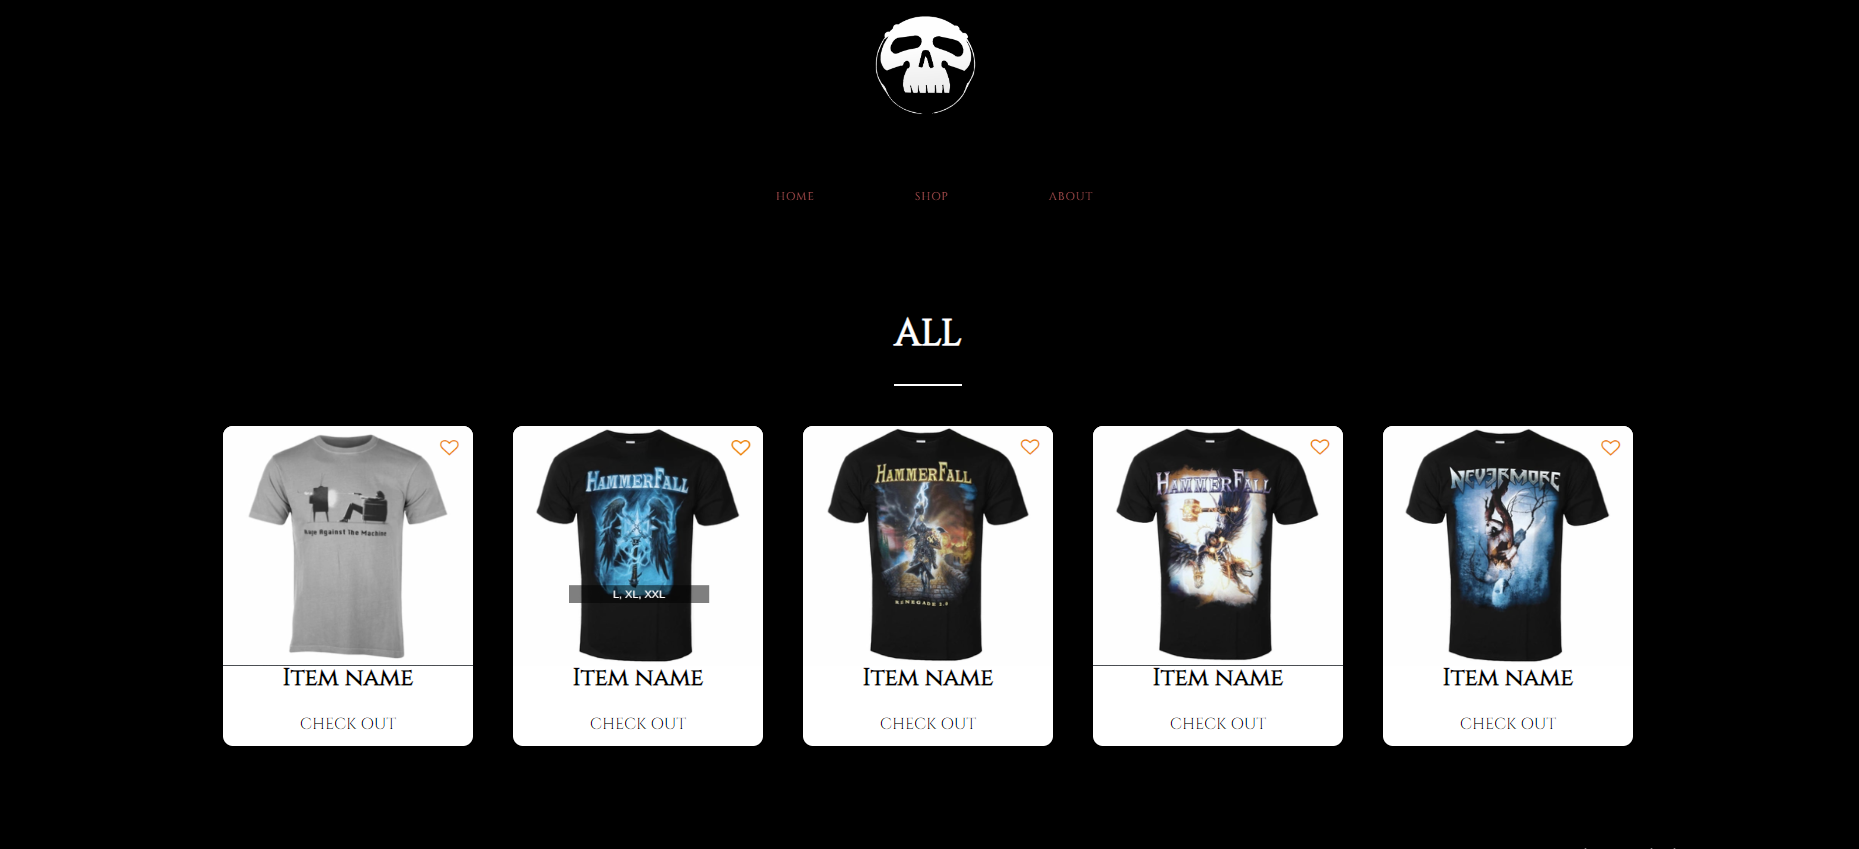 HOME
SHOP
ABOUT
ALL
Rage Against The Machine
HAMMERFALL
L, XL, XXL
HAMMERFALL
RENEGADE 2.0
HAMMERFALL
NEVERMORE
ITEM NAME
ITEM NAME
ITEM NAME
ITEM NAME
ITEM NAME
CHECK OUT
CHECK OUT
CHECK OUT
CHECK OUT
CHECK OUT